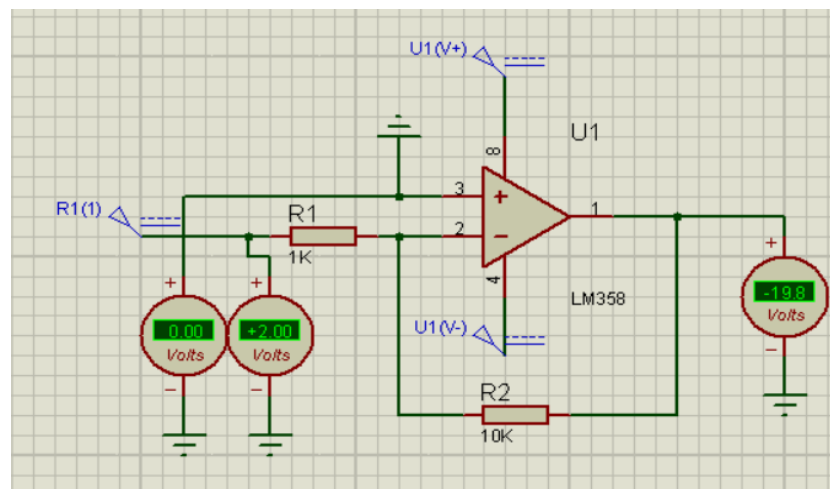 U1(V+)
U1
8
3
+
1
R1(1)
R1
2
−
1K
4
LM358
+
+
+
0.00
+2.00
-19.8
Volts
Volts
Volts
U1(V-)
−
−
−
R2
10K